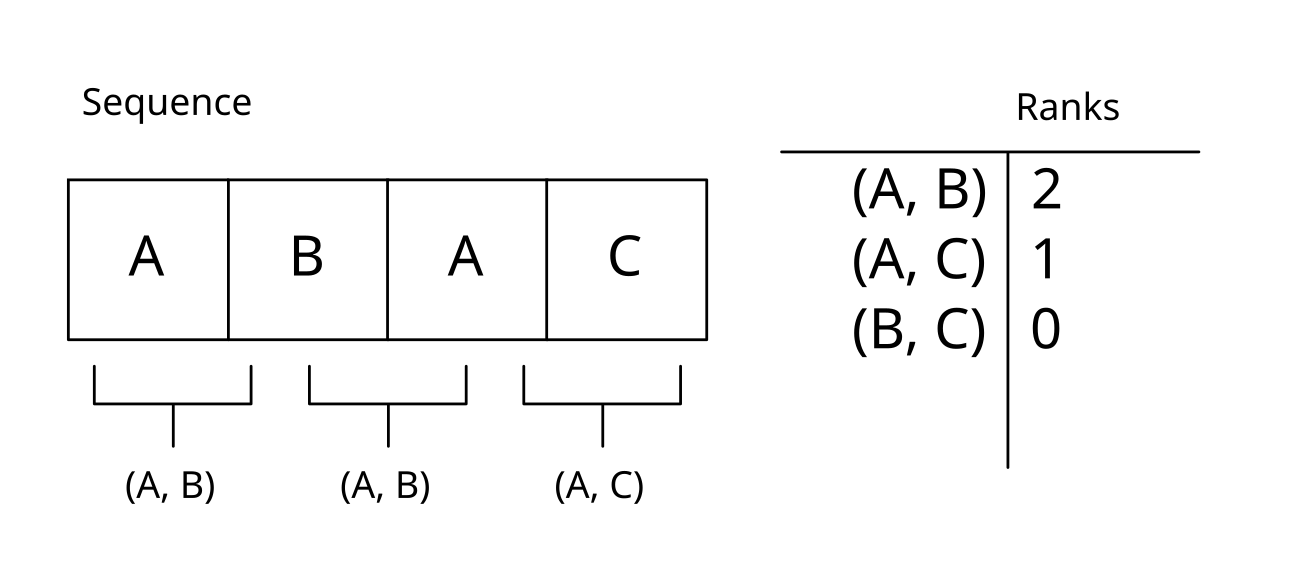 Sequence
A B A C
(A, B) (A, B) (A, C)
Ranks
(A, B) 2
(A, C) 1
(B, C) 0